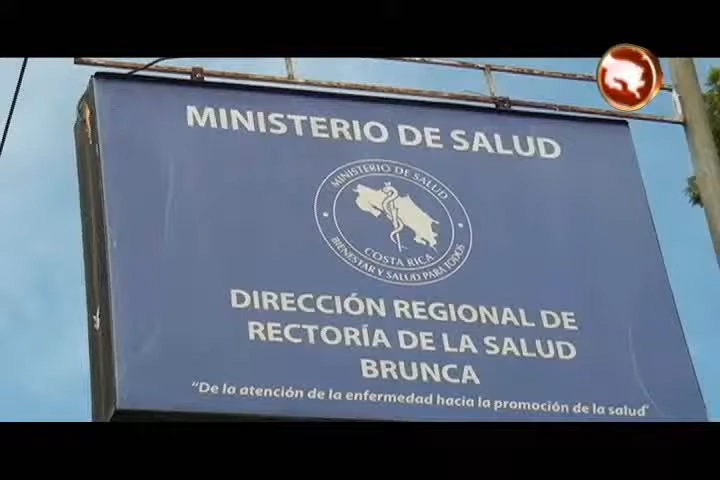 MINISTERIO DE SALUD
MINISTERIO DE SALUD
COSTA RICA
BIENESTAR Y SALUD PARA TODOS
DIRECCIÓN REGIONAL DE
RECTORÍA DE LA SALUD
BRUNCA
“De la atención de la enfermedad hacia la promoción de la salud”